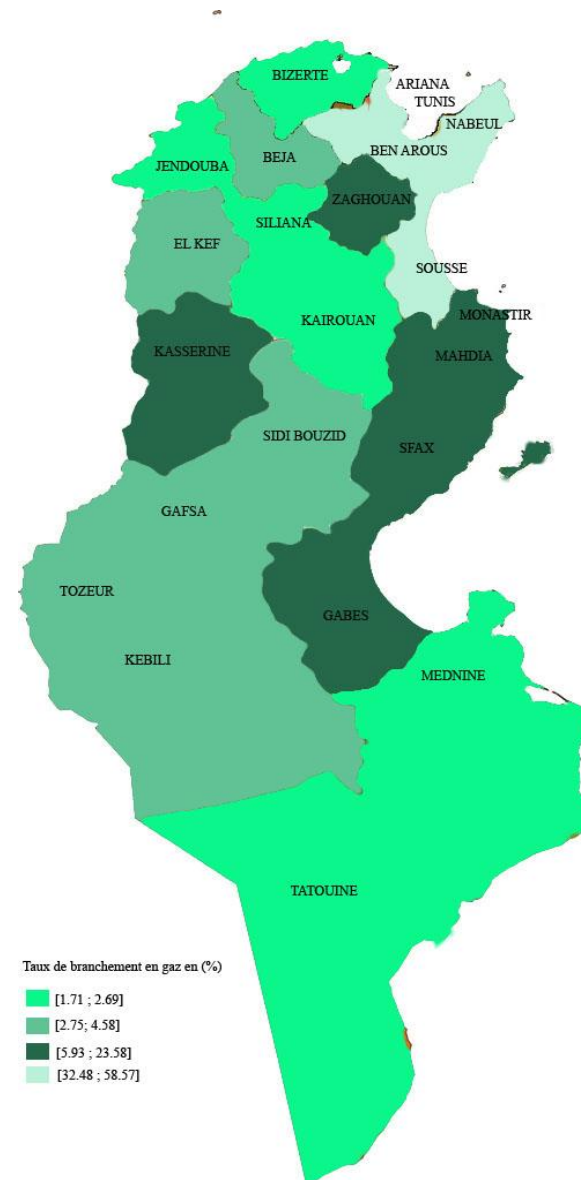 BIZERTE
ARIANA
TUNIS
NABEUL
BEN AROUS
BEJA
JENDOUBA
ZAGHOUAN
SILIANA
EL KEF
SOUSSE
MONASTIR
KAIROUAN
KASSERINE
MAHDIA
SIDI BOUZID
SFAX
GAFSA
TOZEUR
GABES
KEBILI
MEDNINE
TATOUINE
Taux de branchement en gaz en (%)
[1.71 ; 2.69]
[2.75; 4.58]
[5.93 ; 23.58]
[32.48 ; 58.57]